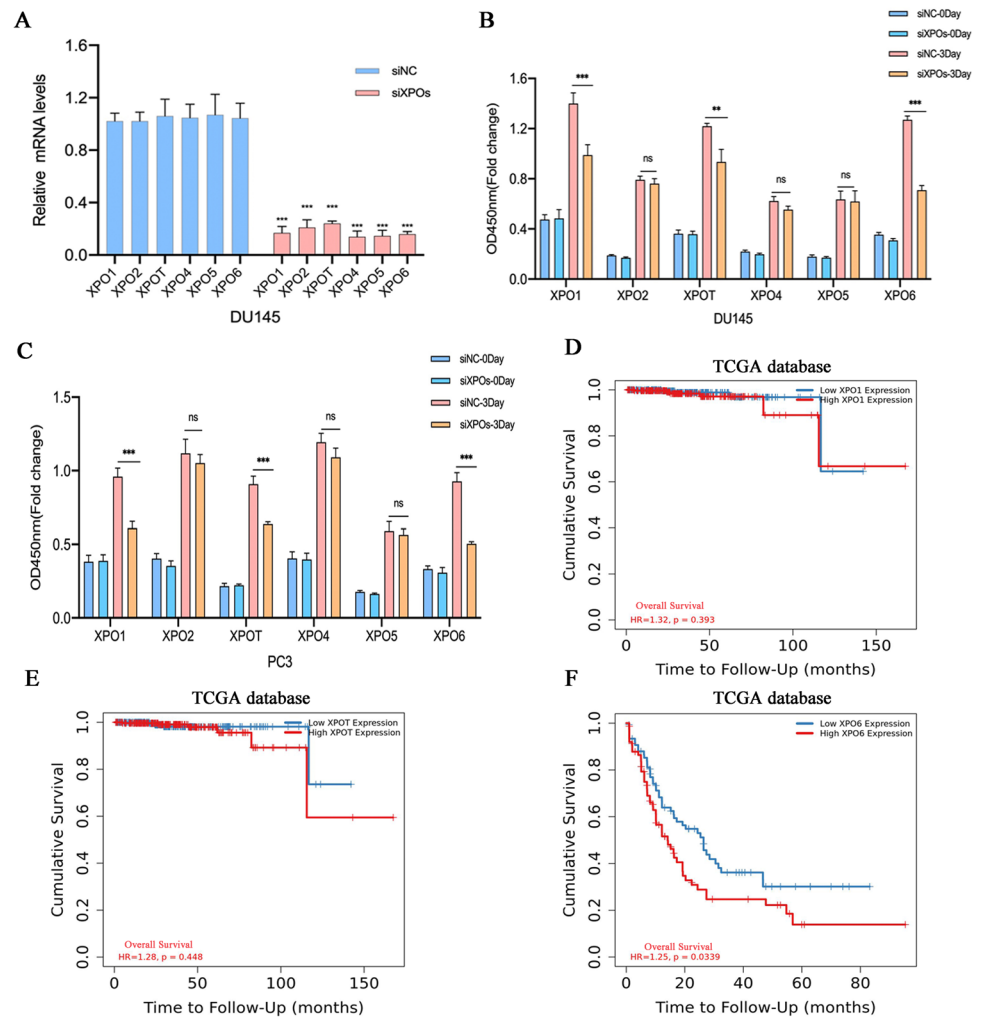 A
1.6
1.2
0.8
0.4
0.0
Relative mRNA levels
siNC
siXPOs
*** *** *** *** *** ***
XPO1 XPO2 XPOT XPO4 XPO5 XPO6 XPO1 XPO2 XPOT XPO4 XPO5 XPO6
DU145
B
siNC-0Day
siXPOs-0Day
siNC-3Day
siXPOs-3Day
1.6
1.2
0.8
0.4
0.0
OD450nm(Fold change)
*** ns ** ns ns ***
XPO1 XPO2 XPOT XPO4 XPO5 XPO6
DU145
C
siNC-0Day
siXPOs-0Day
siNC-3Day
siXPOs-3Day
1.5
1.0
0.5
0.0
OD450nm(Fold change)
*** ns *** ns ns ***
XPO1 XPO2 XPOT XPO4 XPO5 XPO6
PC3
D
TCGA database
Low XPO1 Expression
High XPO1 Expression
1.0
0.8
0.6
0.4
0.2
0.0
Cumulative Survival
Overall Survival
HR=1.32, p = 0.393
0 50 100 150
Time to Follow-Up (months)
E
TCGA database
Low XPOT Expression
High XPOT Expression
1.0
0.8
0.6
0.4
0.2
0.0
Cumulative Survival
Overall Survival
HR=1.28, p = 0.448
0 50 100 150
Time to Follow-Up (months)
F
TCGA database
Low XPO6 Expression
High XPO6 Expression
1.0
0.8
0.6
0.4
0.2
0.0
Cumulative Survival
Overall Survival
HR=1.25, p = 0.0339
0 20 40 60 80
Time to Follow-Up (months)